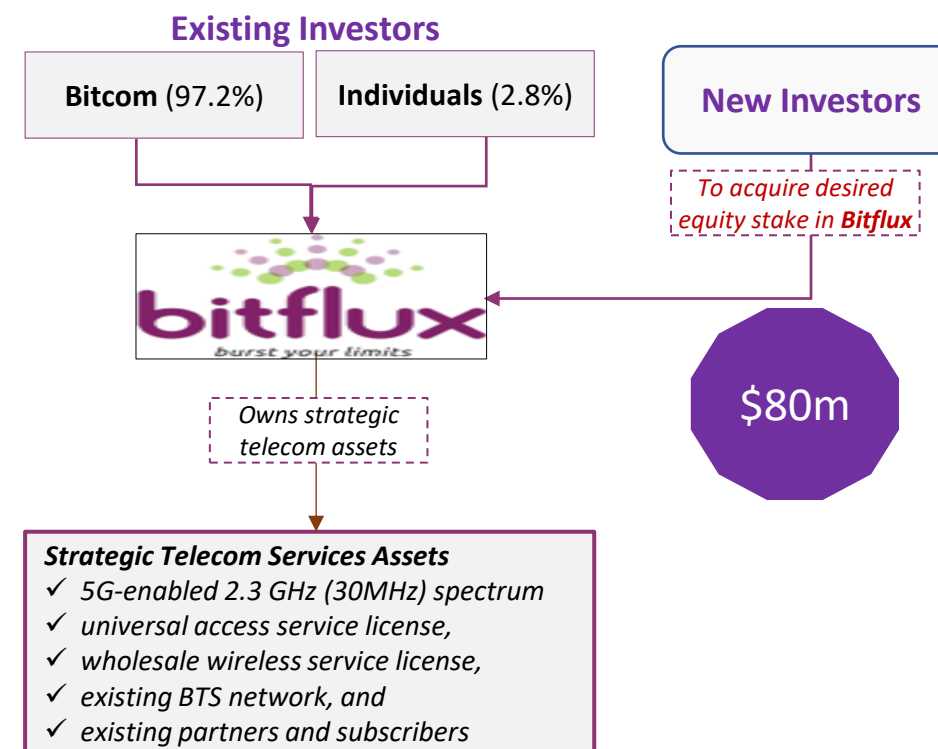 Existing Investors
Bitcom (97.2%)
Individuals (2.8%)
New Investors
To acquire desired
equity stake in Bitflux
bitflux
burst your limits
$80m
Owns strategic
telecom assets
Strategic Telecom Services Assets
✓ 5G-enabled 2.3 GHz (30MHz) spectrum
✓ universal access service license,
✓ wholesale wireless service license,
✓ existing BTS network, and
✓ existing partners and subscribers